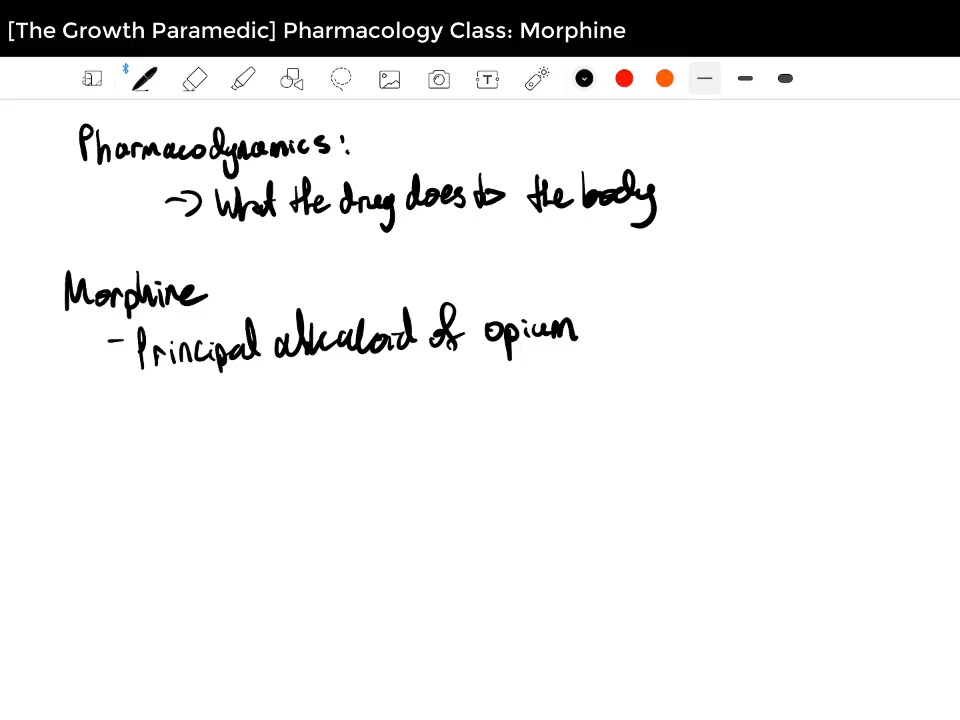 [The Growth Paramedic] Pharmacology Class: Morphine
Pharmacodynamics:
→ What the drug does to the body
Morphine
- Principal alkaloid of opium